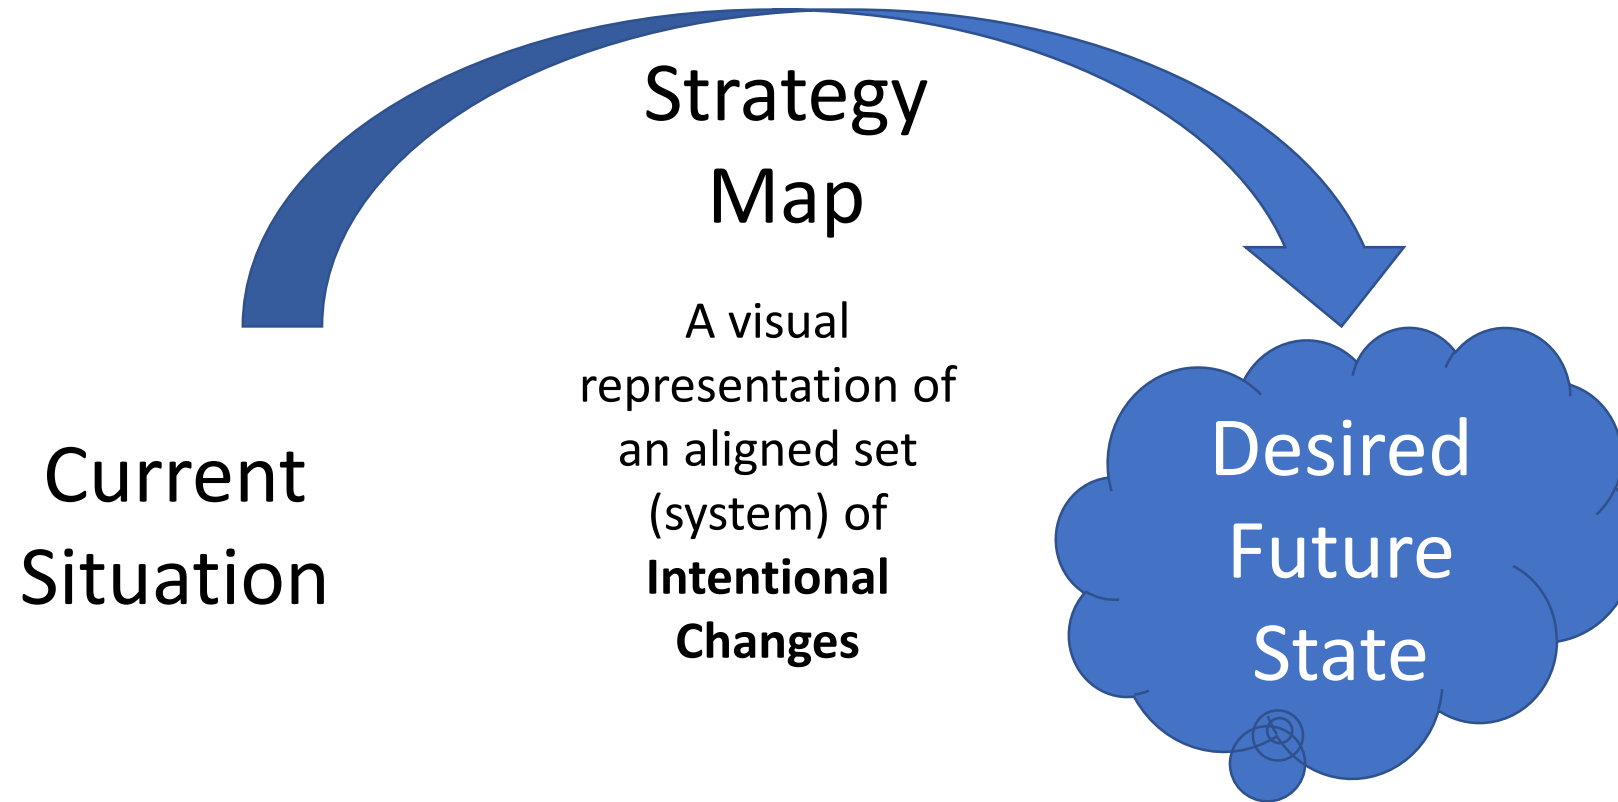 Strategy
Map
A visual
representation of
an aligned set
(system) of
Intentional
Changes
Current
Situation
Desired
Future
State